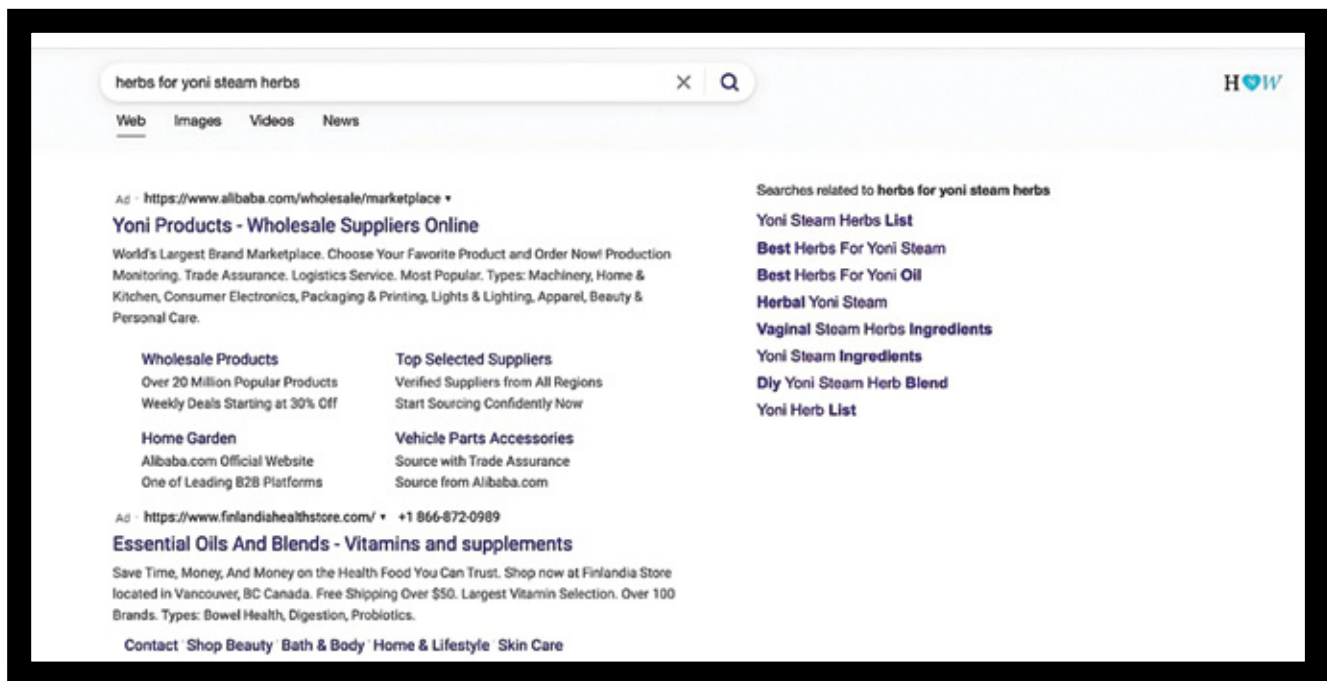 herbs for yoni steam herbs
H W
Web Images Videos News
Ad · https://www.alibaba.com/wholesale/marketplace
Yoni Products - Wholesale Suppliers Online
World's Largest Brand Marketplace. Choose Your Favorite Product and Order Now! Production
Monitoring. Trade Assurance. Logistics Service. Most Popular. Types: Machinery, Home &
Kitchen, Consumer Electronics, Packaging & Printing, Lights & Lighting, Apparel, Beauty &
Personal Care.
Wholesale Products
Over 20 Million Popular Products
Weekly Deals Starting at 30% Off
Top Selected Suppliers
Verified Suppliers from All Regions
Start Sourcing Confidently Now
Home Garden
Alibaba.com Official Website
One of Leading B2B Platforms
Vehicle Parts Accessories
Source with Trade Assurance
Source from Alibaba.com
Ad · https://www.finlandiahealthstore.com/ +1 866-872-0989
Essential Oils And Blends - Vitamins and supplements
Save Time, Money, And Money on the Health Food You Can Trust. Shop now at Finlandia Store
located in Vancouver, BC Canada. Free Shipping Over $50. Largest Vitamin Selection. Over 100
Brands. Types: Bowel Health, Digestion, Probiotics.
Contact · Shop Beauty · Bath & Body · Home & Lifestyle · Skin Care
Searches related to herbs for yoni steam herbs
Yoni Steam Herbs List
Best Herbs For Yoni Steam
Best Herbs For Yoni Oil
Herbal Yoni Steam
Vaginal Steam Herbs Ingredients
Yoni Steam Ingredients
Diy Yoni Steam Herb Blend
Yoni Herb List